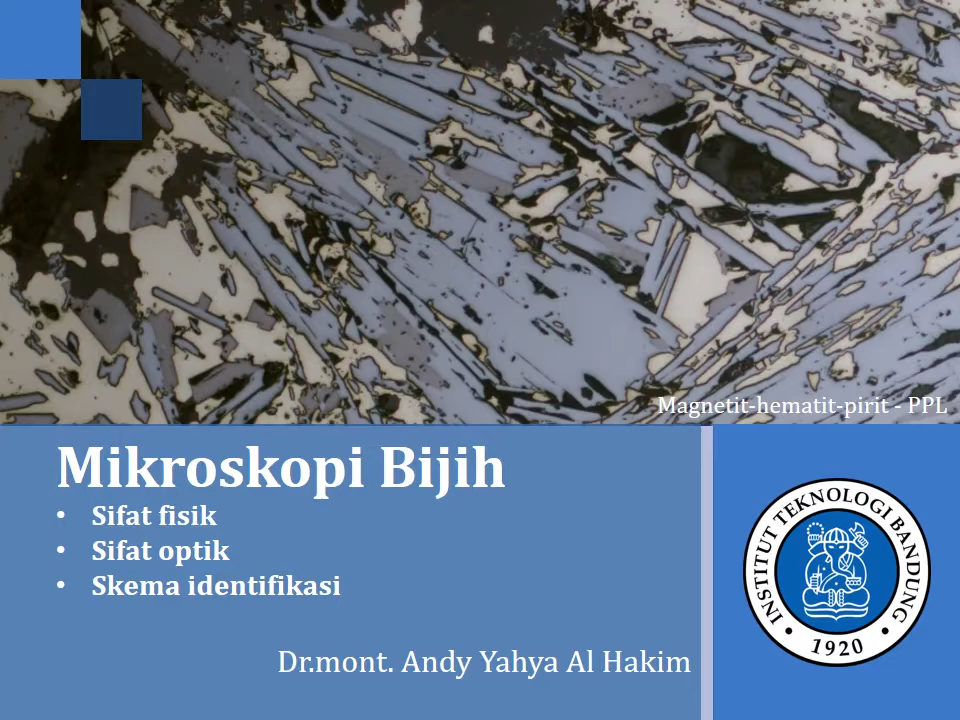 Magnetit-hematit-pirit - PPL
Mikroskopi Bijih
• Sifat fisik
• Sifat optik
• Skema identifikasi
Dr.mont. Andy Yahya Al Hakim
INSTITUT TEKNOLOGI BANDUNG
• 1920 •